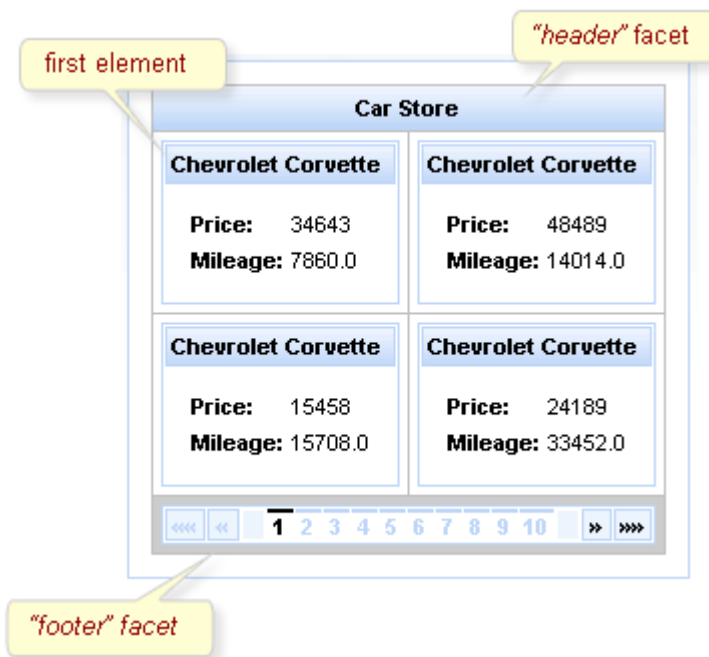 “header” facet
first element
Car Store
Chevrolet Corvette
Price: 34643
Mileage: 7860.0
Chevrolet Corvette
Price: 48489
Mileage: 14014.0
Chevrolet Corvette
Price: 15458
Mileage: 15708.0
Chevrolet Corvette
Price: 24189
Mileage: 33452.0
«« « 1 2 3 4 5 6 7 8 9 10 » »»
“footer” facet